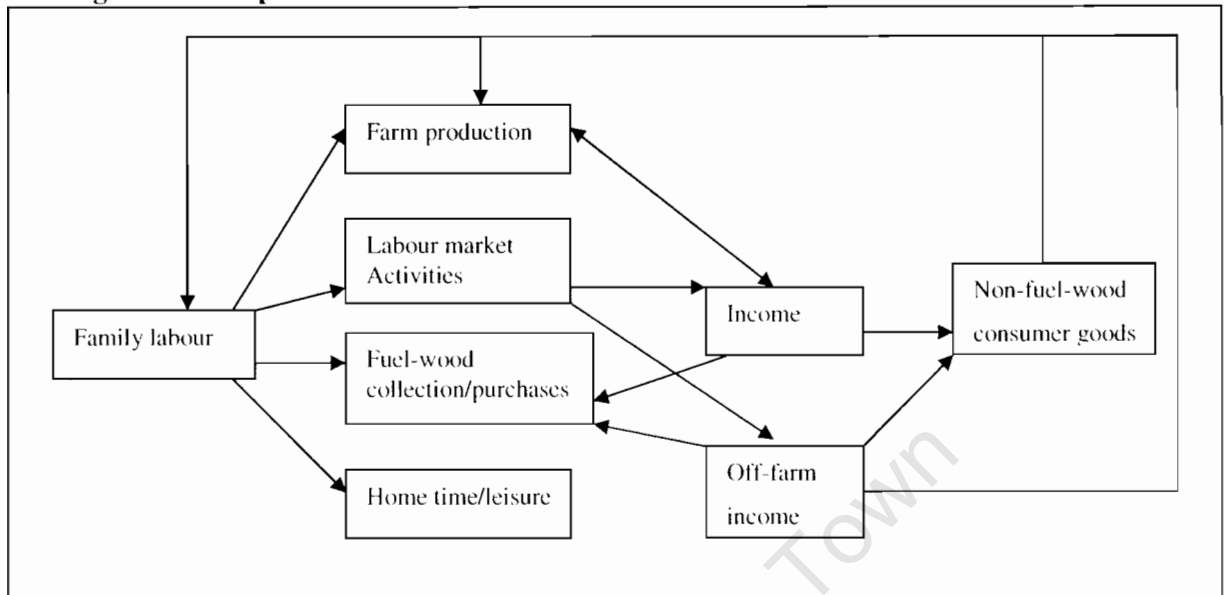 Farm production
Labour market
Activities
Family labour
Fuel-wood
collection/purchases
Home time/leisure
Income
Off-farm
income
Non-fuel-wood
consumer goods
Town